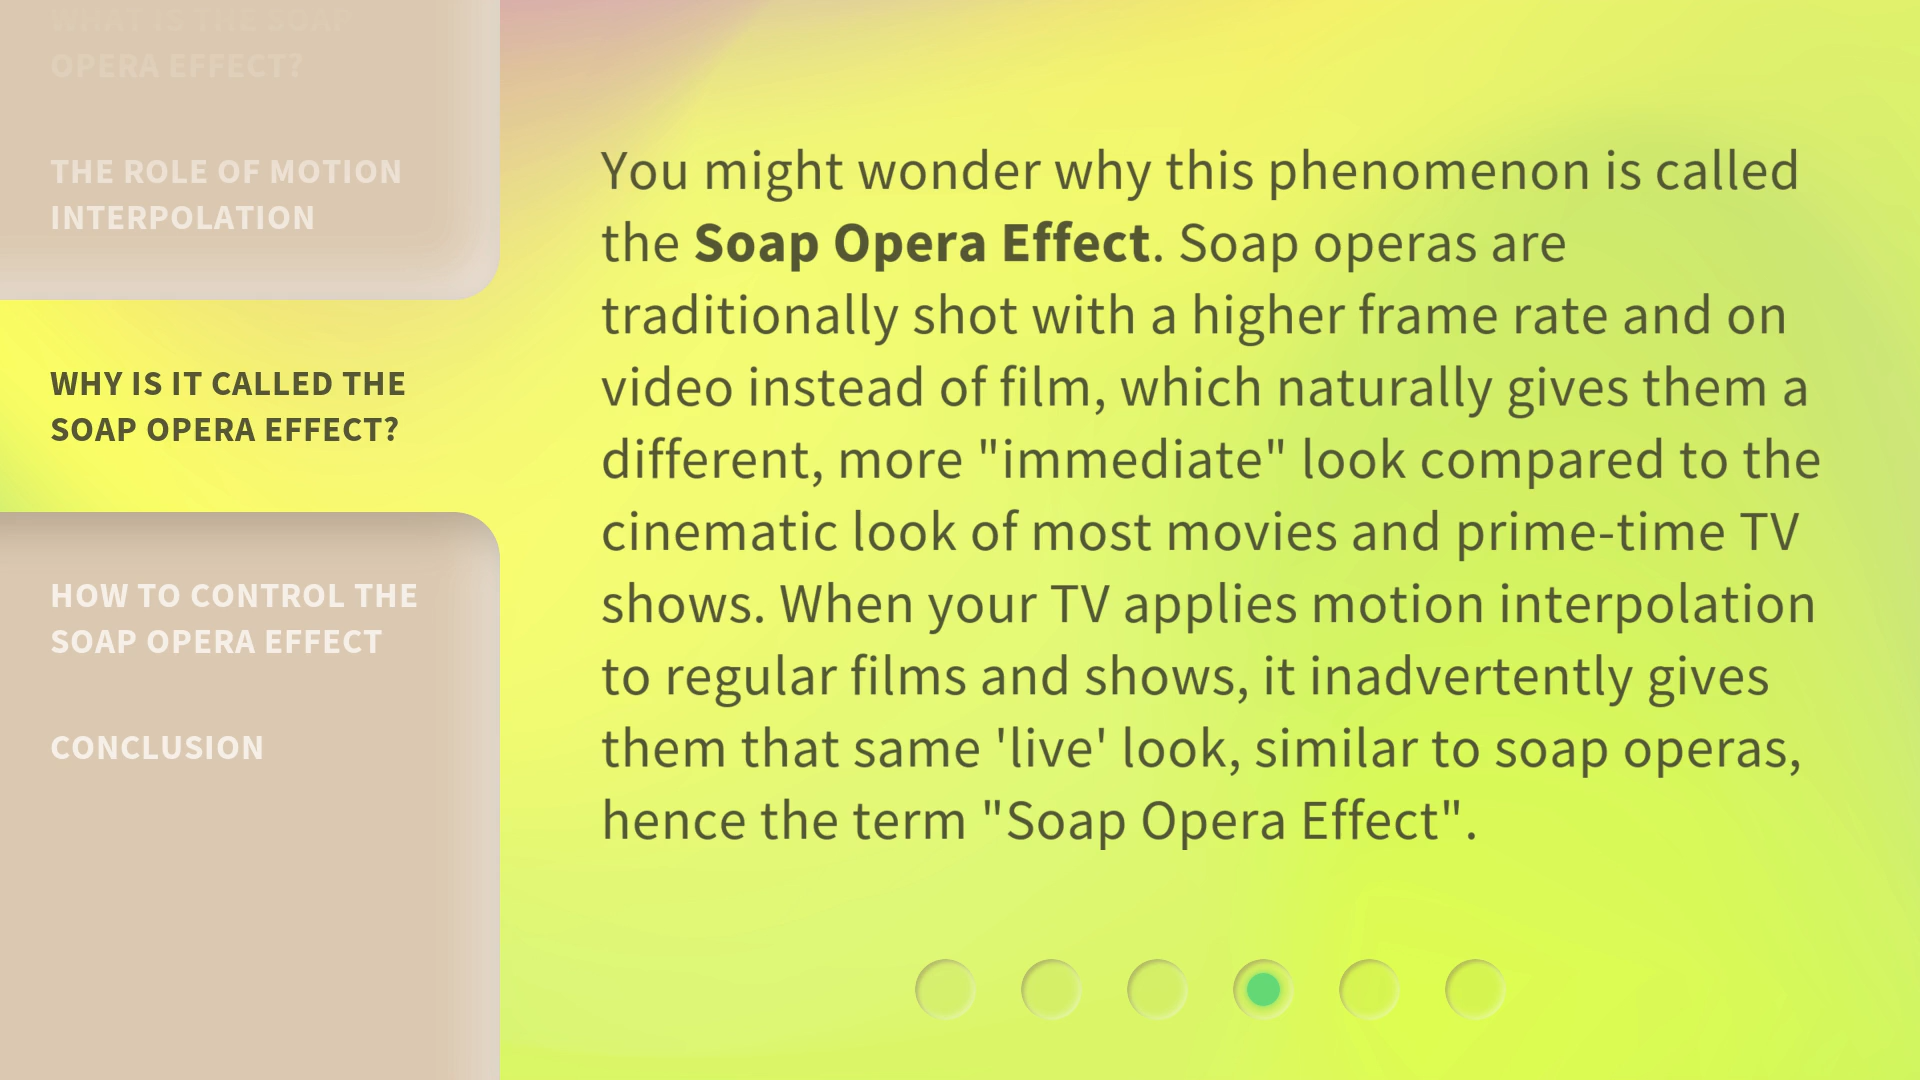 WHAT IS THE SOAP
OPERA EFFECT?
THE ROLE OF MOTION
INTERPOLATION
WHY IS IT CALLED THE
SOAP OPERA EFFECT?
HOW TO CONTROL THE
SOAP OPERA EFFECT
CONCLUSION
You might wonder why this phenomenon is called
the Soap Opera Effect. Soap operas are
traditionally shot with a higher frame rate and on
video instead of film, which naturally gives them a
different, more "immediate" look compared to the
cinematic look of most movies and prime-time TV
shows. When your TV applies motion interpolation
to regular films and shows, it inadvertently gives
them that same 'live' look, similar to soap operas,
hence the term "Soap Opera Effect".